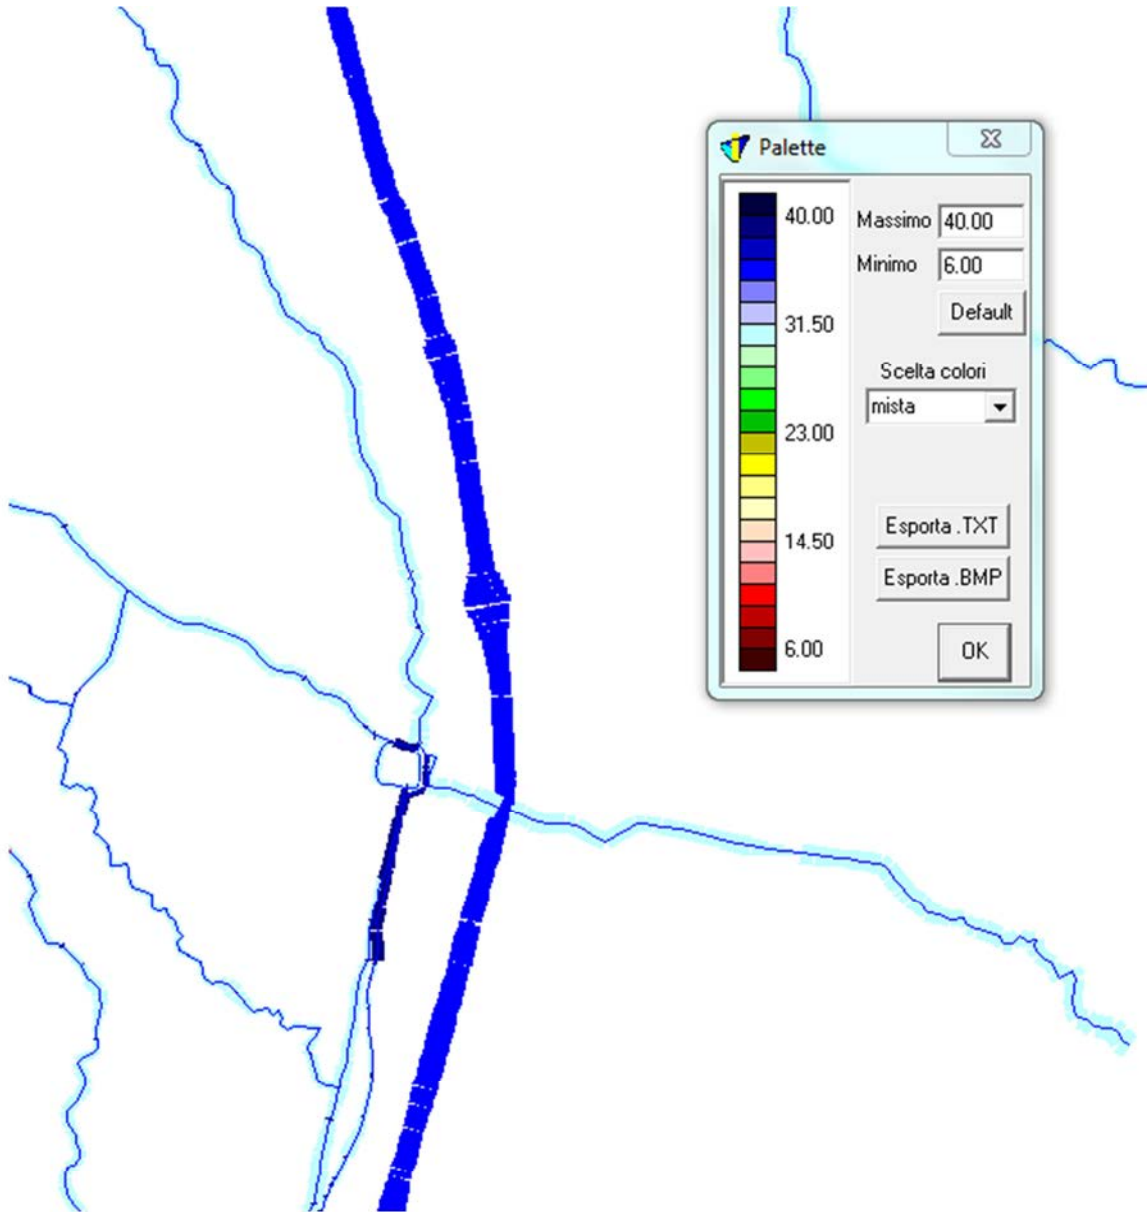 Palette
40.00
Massimo 40.00
Minimo 6.00
Default
31.50
Scelta colori
mista
23.00
Esporta .TXT
14.50
Esporta .BMP
6.00
OK